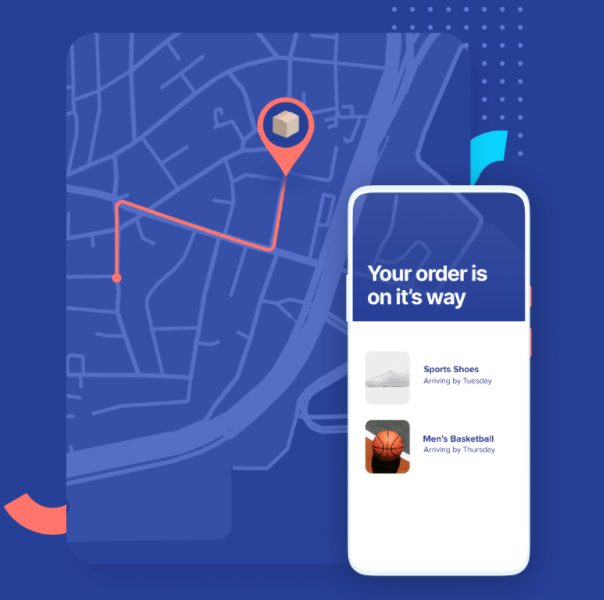 Your order is
on it's way
Sports Shoes
Arriving by Tuesday
Men's Basketball
Arriving by Thursday